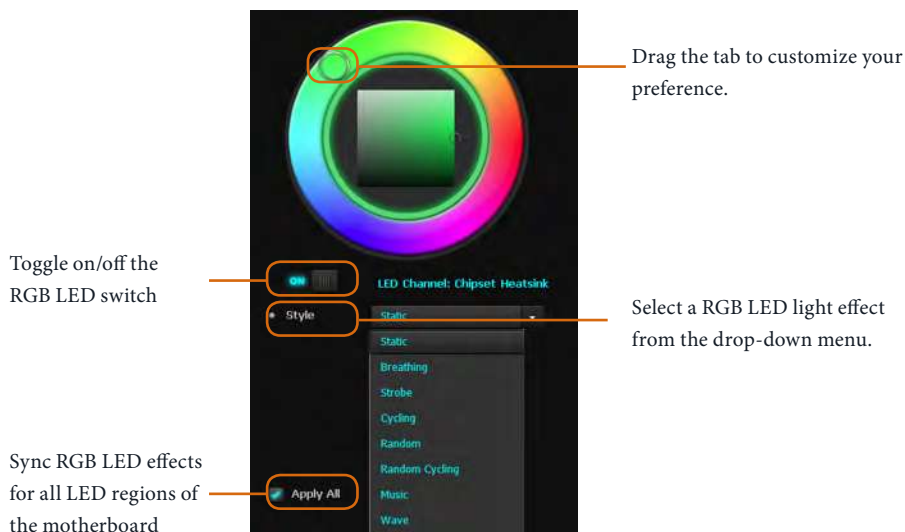 Drag the tab to customize your
preference.
Toggle on/off the
RGB LED switch
ON
LED Channel: Chipset Heatsink
Style
Static
Select a RGB LED light effect
from the drop-down menu.
Static
Breathing
Strobe
Cycling
Random
Random Cycling
Music
Wave
Sync RGB LED effects
for all LED regions of
the motherboard
Apply All